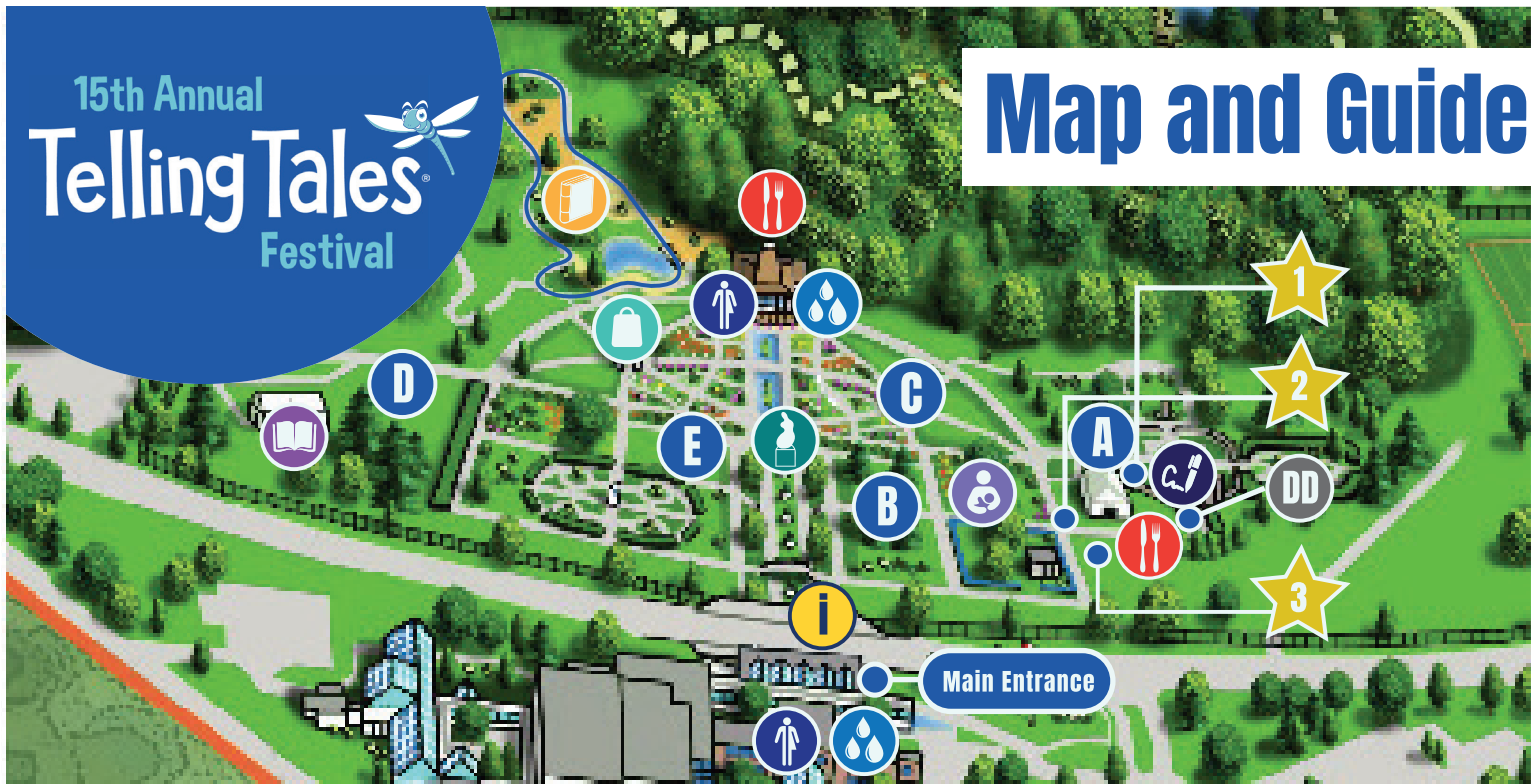 15th Annual
Telling Tales®
Festival
Map and Guide
1
2
D
C
A
E
DD
B
3
i
Main Entrance